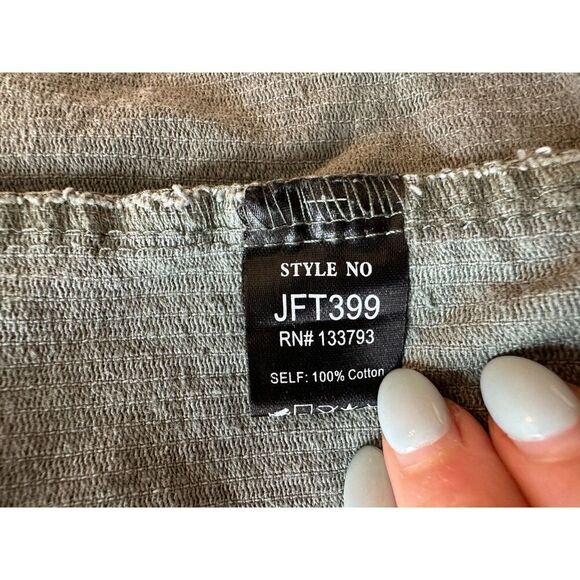 STYLE NO
JFT399
RN# 133793
SELF: 100% Cotton